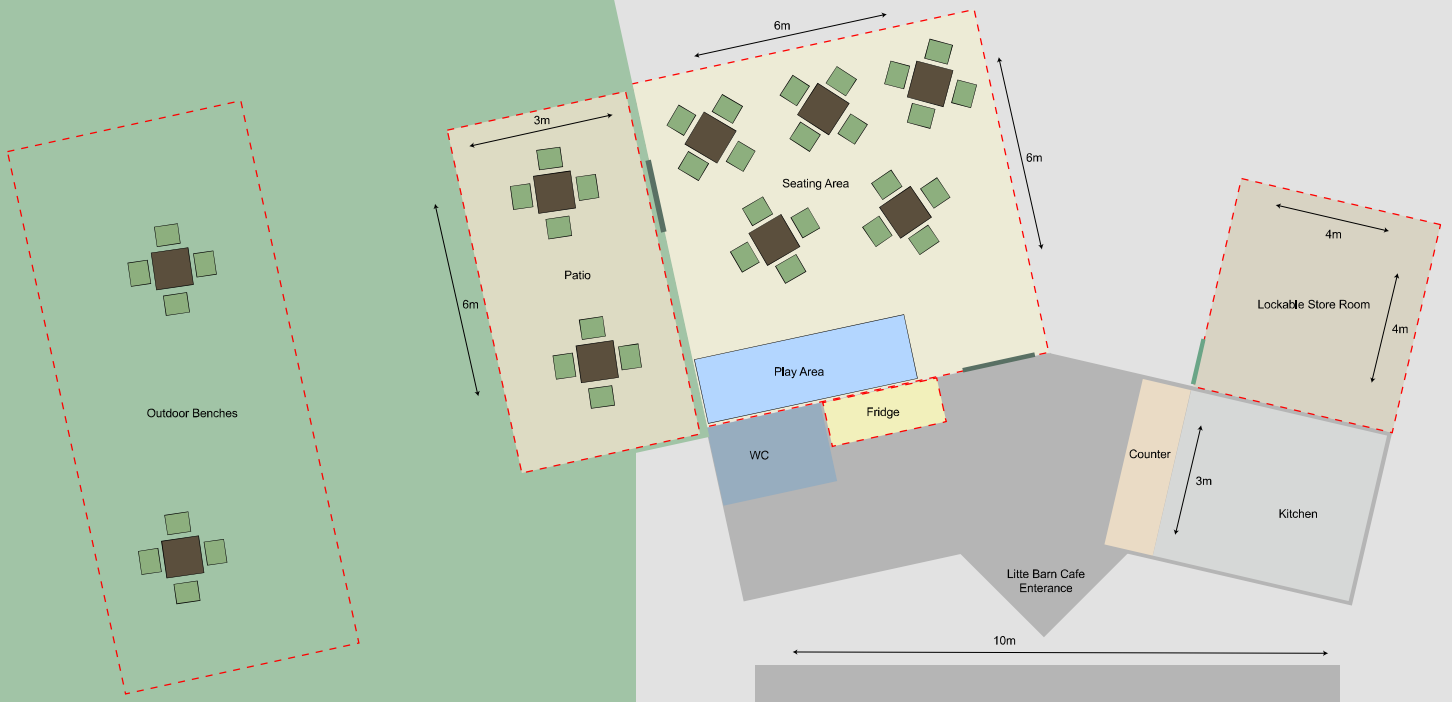 6m
3m
6m
Seating Area
4m
Patio
6m
Lockable Store Room
4m
Play Area
Outdoor Benches
Fridge
WC
Counter
3m
Kitchen
Litte Barn Cafe
Enterance
10m